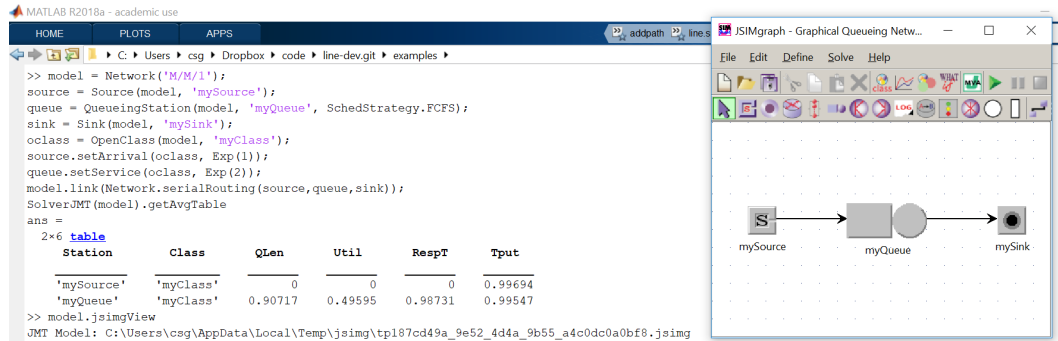 MATLAB R2018a - academic use
HOME PLOTS APPS
addpath line.s
C: Users csg Dropbox code line-dev.git examples
>> model = Network('M/M/1');
source = Source(model, 'mySource');
queue = QueueingStation(model, 'myQueue', SchedStrategy.FCFS);
sink = Sink(model, 'mySink');
oclass = OpenClass(model, 'myClass');
source.setArrival(oclass, Exp(1));
queue.setService(oclass, Exp(2));
model.link(Network.serialRouting(source,queue,sink));
SolverJMT(model).getAvgTable
ans =
2×6 table
Station Class QLen Util RespT Tput
'mySource' 'myClass' 0 0 0 0.99694
'myQueue' 'myClass' 0.90717 0.49595 0.98731 0.99547
>> model.jsimgView
JMT Model: C:\Users\csg\AppData\Local\Temp\jsimg\tp187cd49a_9e52_4d4a_9b55_a4c0dc0a0bf8.jsimg
JSIMgraph - Graphical Queueing Netw...
File Edit Define Solve Help
class WHAT IF MVA
LOG
S
mySource myQueue mySink